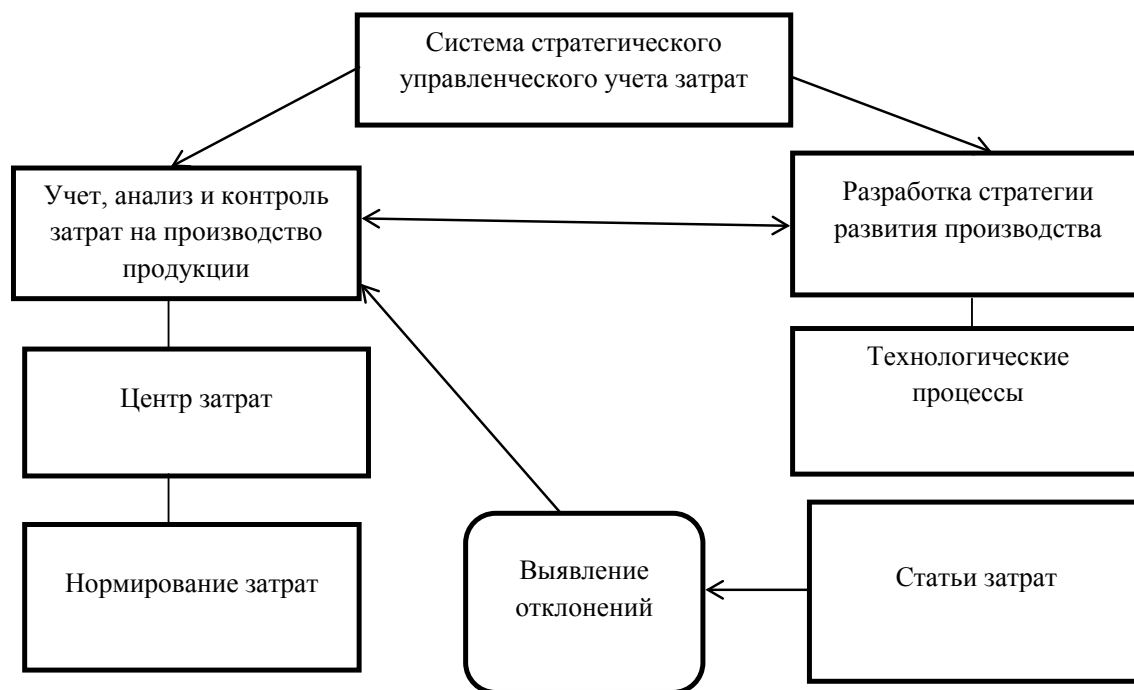 Система стратегического
управленческого учета затрат
Учет, анализ и контроль
затрат на производство
продукции
Разработка стратегии
развития производства
Центр затрат
Технологические
процессы
Нормирование затрат
Выявление
отклонений
Статьи затрат